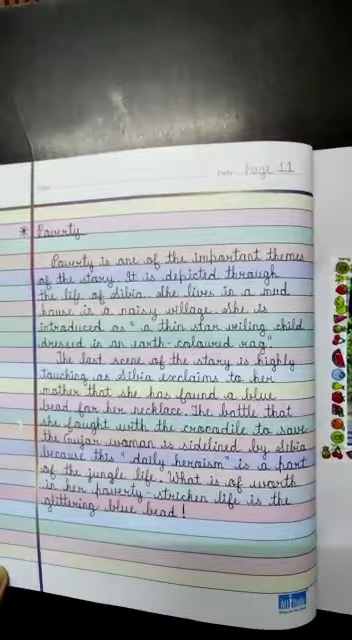 Date Page 11
* Poverty
Poverty is one of the important themes
of the story. It is depicted through
the life of Sibia. She lives in a mud
house in a noisy village. She is
introduced as "a thin starveling child
dressed in an earth-coloured rag."
The last scene of the story is highly
touching as Sibia exclaims to her
mother that she has found a blue
bead for her necklace. The battle that
she fought with the crocodile to save
the Gujar woman is sidelined by Sibia
because this "daily heroism" is a part
of the jungle life. What is of worth
in her poverty-stricken life is the
glittering blue bead!